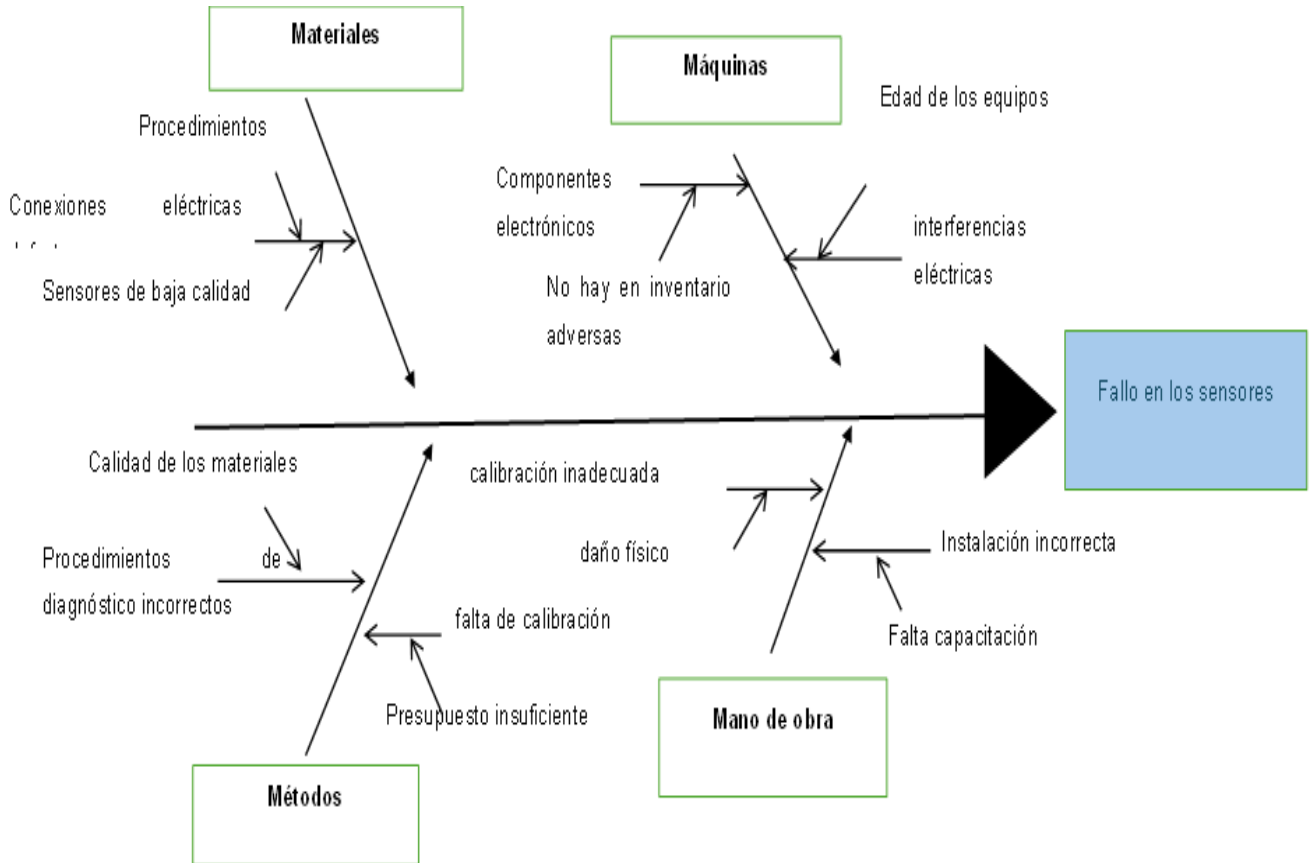 Materiales
Máquinas
Edad de los equipos
Procedimientos
Componentes
electrónicos
Conexiones eléctricas
interferencias
eléctricas
Sensores de baja calidad
No hay en inventario
adversas
Fallo en los sensores
Calidad de los materiales
calibración inadecuada
Procedimientos de
diagnóstico incorrectos
daño físico
Instalación incorrecta
falta de calibración
Falta capacitación
Presupuesto insuficiente
Mano de obra
Métodos